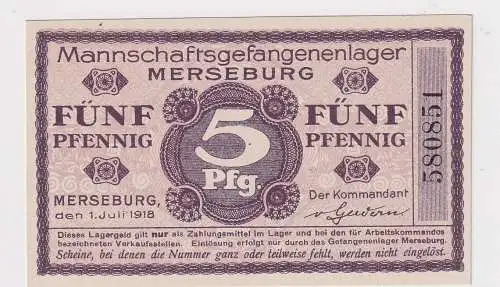 Mannschaftsgefangenenlager
MERSEBURG
FÜNF
PFENNIG
5
Pfg.
FÜNF
PFENNIG
580851
MERSEBURG,
den 1. Juli 1918
Der Kommandant
Dieses Lagergeld gilt nur als Zahlungsmittel im Lager und bei den für Arbeitskommandos
bezeichneten Verkaufsstellen. Einlösung erfolgt nur durch das Gefangenenlager Merseburg.
Scheine, bei denen die Nummer ganz oder teilweise fehlt, werden nicht eingelöst.